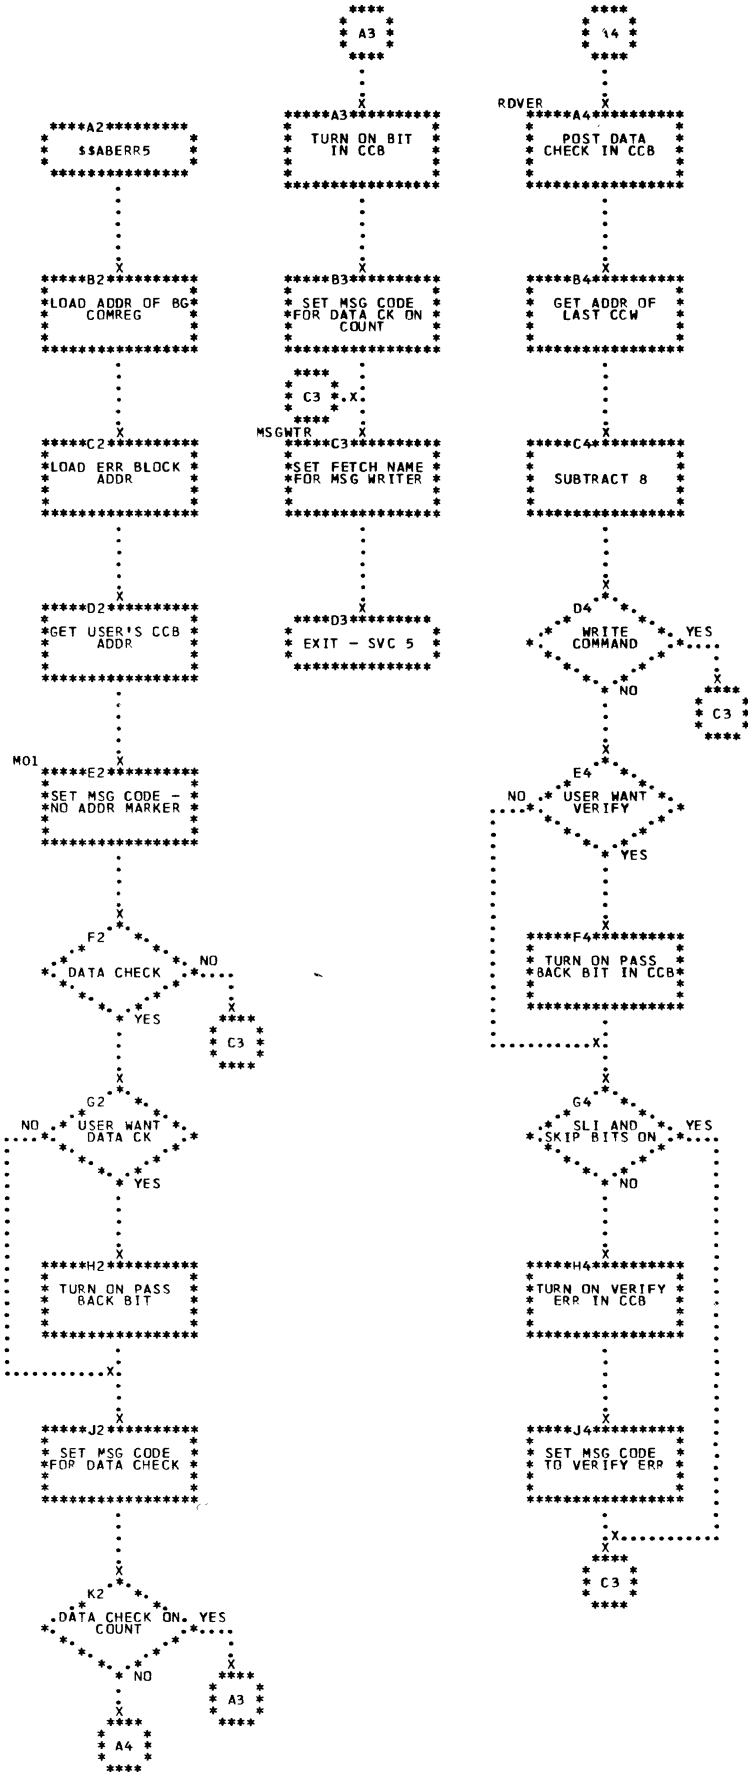 A2
$$ABERR5
B2
LOAD ADDR OF BG
COMREG
C2
LOAD ERR BLOCK
ADDR
D2
GET USER'S CCB
ADDR
M01
E2
SET MSG CODE -
NO ADDR MARKER
F2
DATA CHECK
NO
YES
C3
G2
USER WANT
DATA CK
NO
YES
H2
TURN ON PASS
BACK BIT
J2
SET MSG CODE
FOR DATA CHECK
K2
DATA CHECK ON
COUNT
YES
NO
A3
A4
A3
A3
TURN ON BIT
IN CCB
B3
SET MSG CODE
FOR DATA CK ON
COUNT
C3
MSGWTR
C3
SET FETCH NAME
FOR MSG WRITER
D3
EXIT - SVC 5
A4
RDVER
A4
POST DATA
CHECK IN CCB
B4
GET ADDR OF
LAST CCW
C4
SUBTRACT 8
D4
WRITE
COMMAND
YES
NO
C3
E4
USER WANT
VERIFY
NO
YES
F4
TURN ON PASS
BACK BIT IN CCB
G4
SLI AND
SKIP BITS ON
YES
NO
H4
TURN ON VERIFY
ERR IN CCB
J4
SET MSG CODE
TO VERIFY ERR
C3